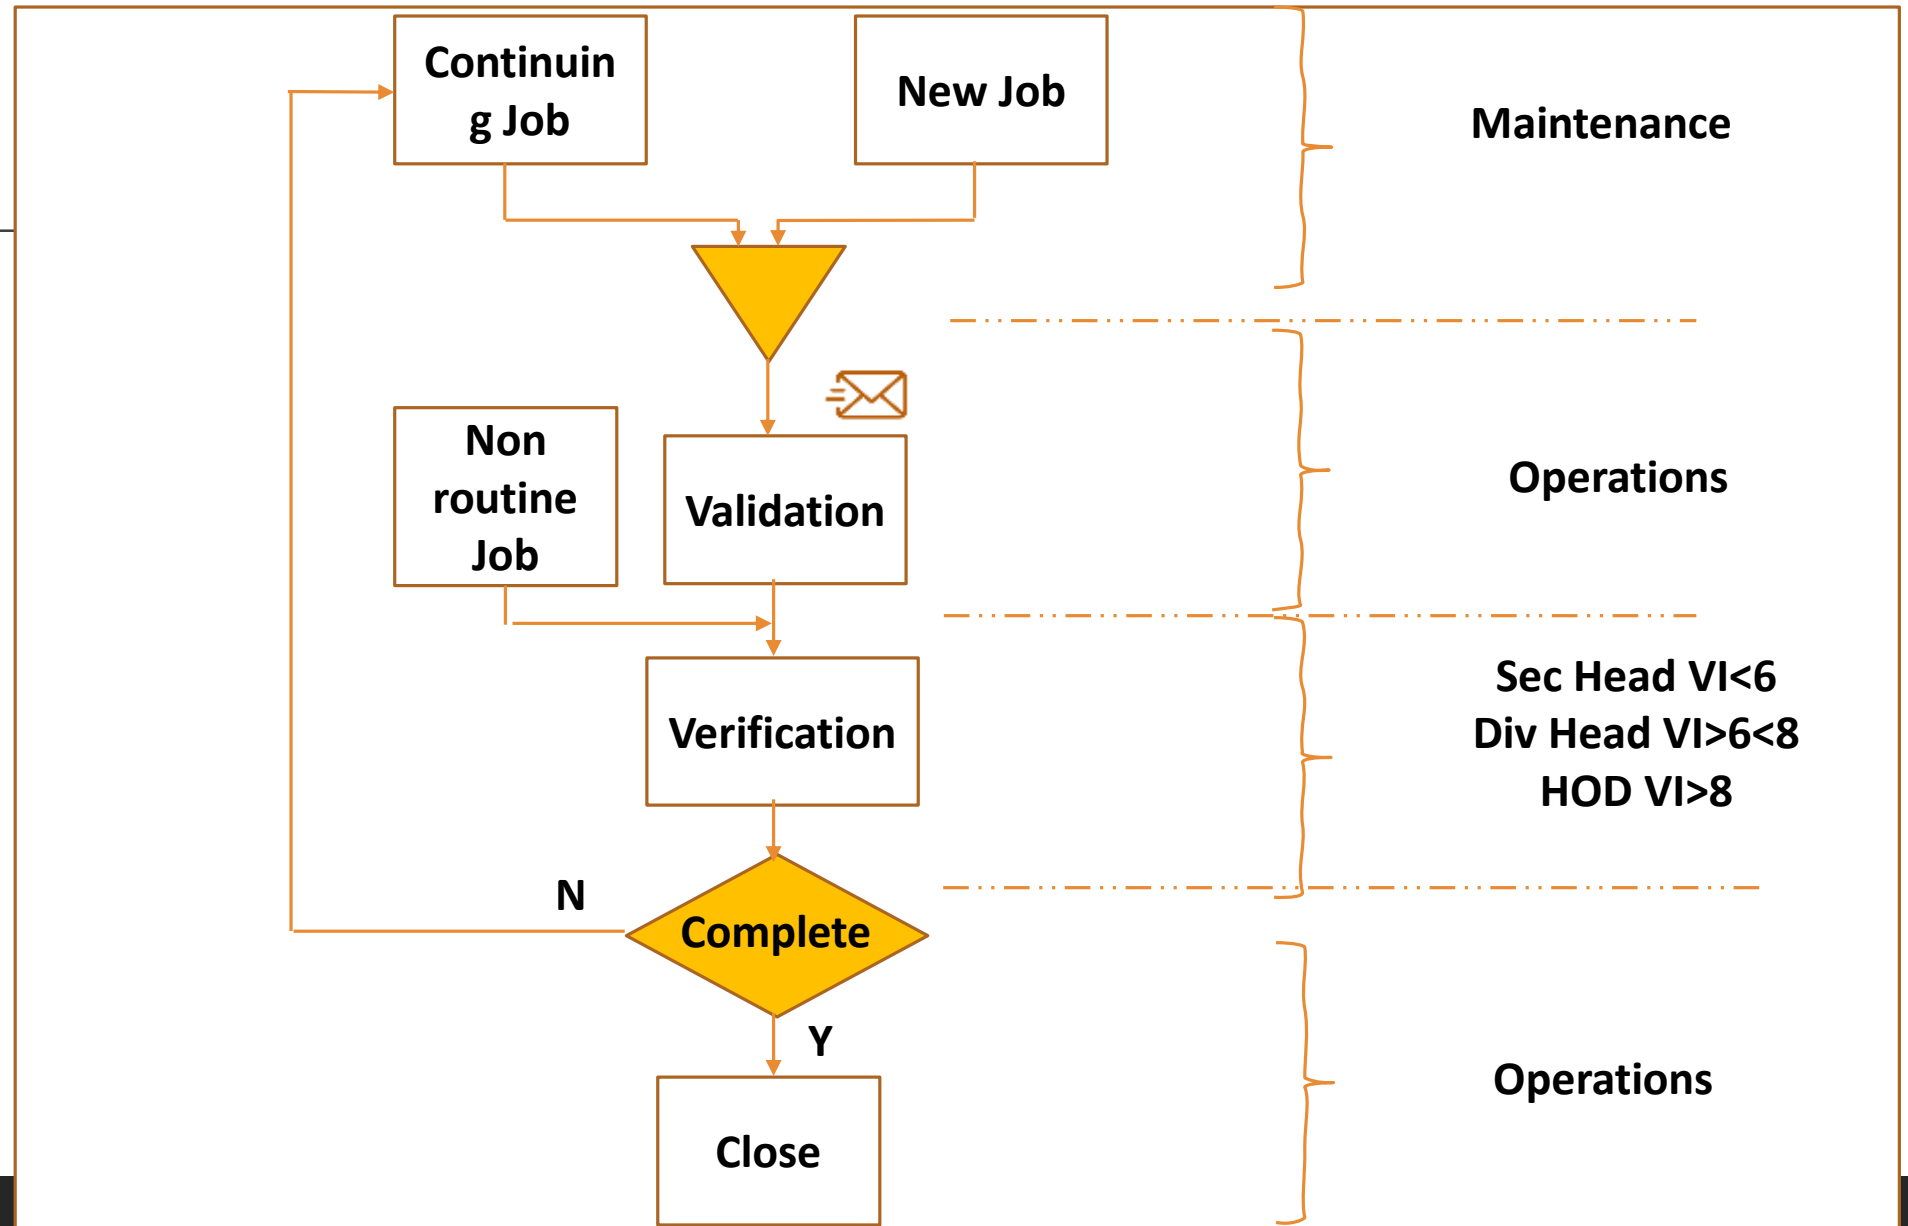 Continuin
g Job
New Job
Maintenance
Non
routine
Job
Validation
Operations
Verification
Sec Head VI<6
Div Head VI>6<8
HOD VI>8
N
Complete
Y
Operations
Close